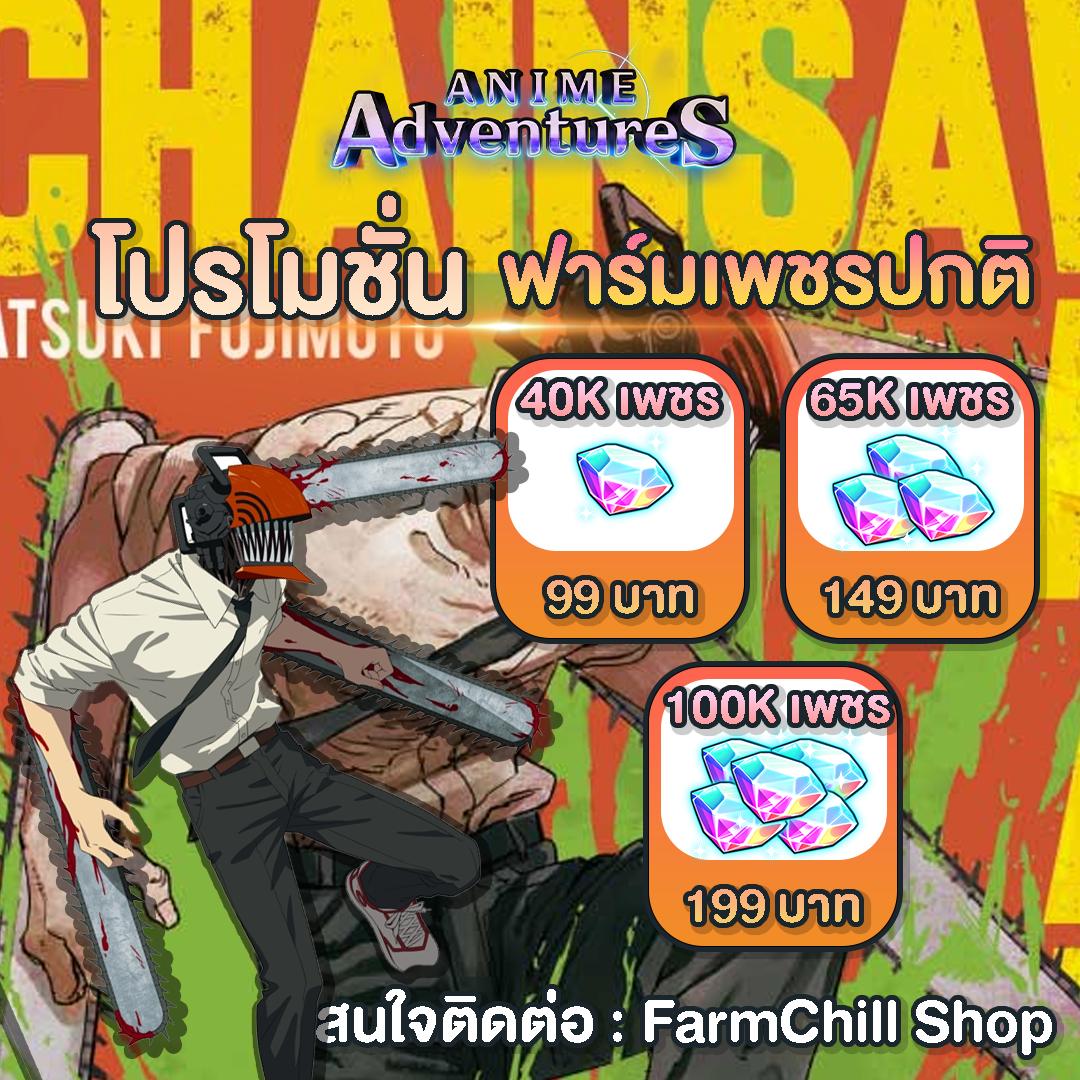 CHAINSA
ANIME
Adventures
โปรโมชั่น ฟาร์มเพชรปกติ
ATSUKI FUJIMOTO
40K เพชร
99 บาท
65K เพชร
149 บาท
100K เพชร
199 บาท
สนใจติดต่อ : FarmChill Shop